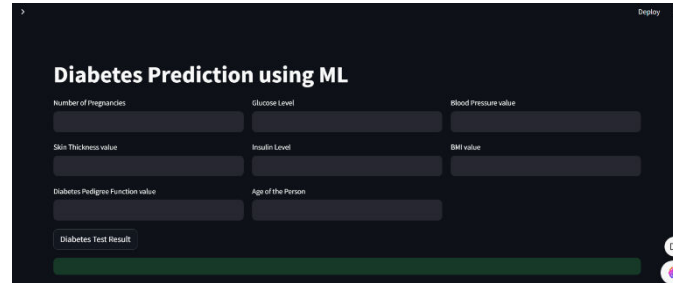 Deploy
Diabetes Prediction using ML
Number of Pregnancies
Glucose Level
Blood Pressure value
Skin Thickness value
Insulin Level
BMI value
Diabetes Pedigree Function value
Age of the Person
Diabetes Test Result